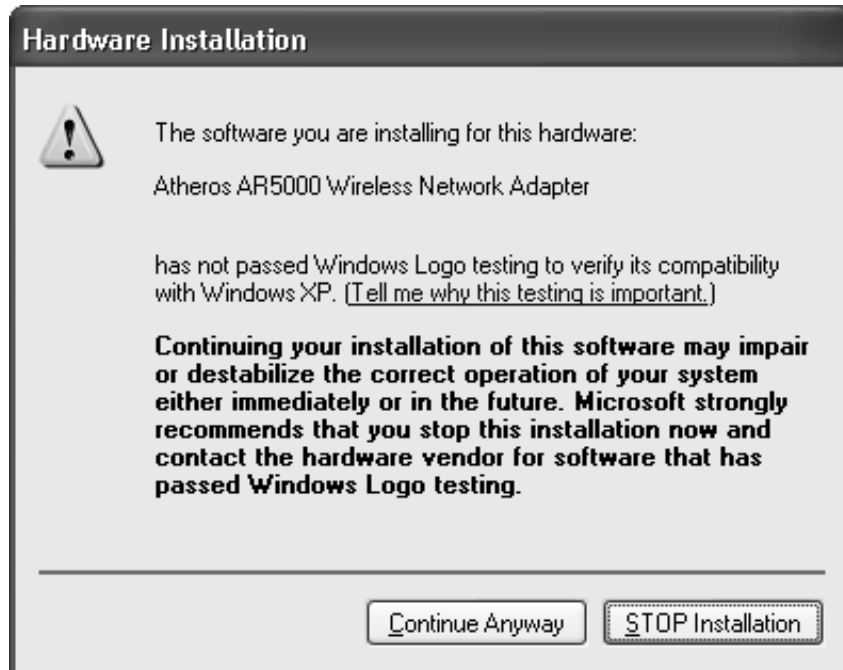 Hardware Installation
The software you are installing for this hardware:
Atheros AR5000 Wireless Network Adapter
has not passed Windows Logo testing to verify its compatibility
with Windows XP. (Tell me why this testing is important.)
Continuing your installation of this software may impair
or destabilize the correct operation of your system
either immediately or in the future. Microsoft strongly
recommends that you stop this installation now and
contact the hardware vendor for software that has
passed Windows Logo testing.
Continue Anyway STOP Installation